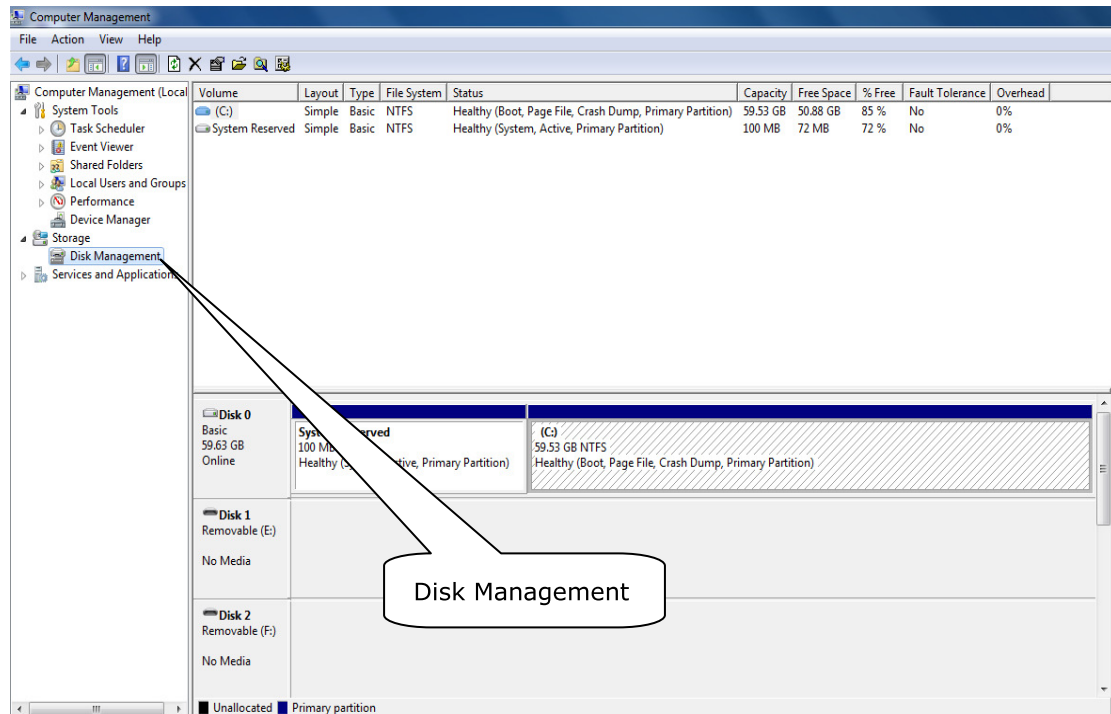 Computer Management
File Action View Help
Computer Management (Local
System Tools
Task Scheduler
Event Viewer
Shared Folders
Local Users and Groups
Performance
Device Manager
Storage
Disk Management
Services and Application
Volume Layout Type File System Status Capacity Free Space % Free Fault Tolerance Overhead
(C:) Simple Basic NTFS Healthy (Boot, Page File, Crash Dump, Primary Partition) 59.53 GB 50.88 GB 85 % No 0%
System Reserved Simple Basic NTFS Healthy (System, Active, Primary Partition) 100 MB 72 MB 72 % No 0%
Disk 0
Basic
59.63 GB
Online
100 MB
Healthy Primary Partition)
(C:)
59.53 GB NTFS
Healthy (Boot, Page File, Crash Dump, Primary Partition)
Disk 1
Removable (E:)
No Media
Disk 2
Removable (F:)
No Media
Disk Management
Unallocated Primary partition